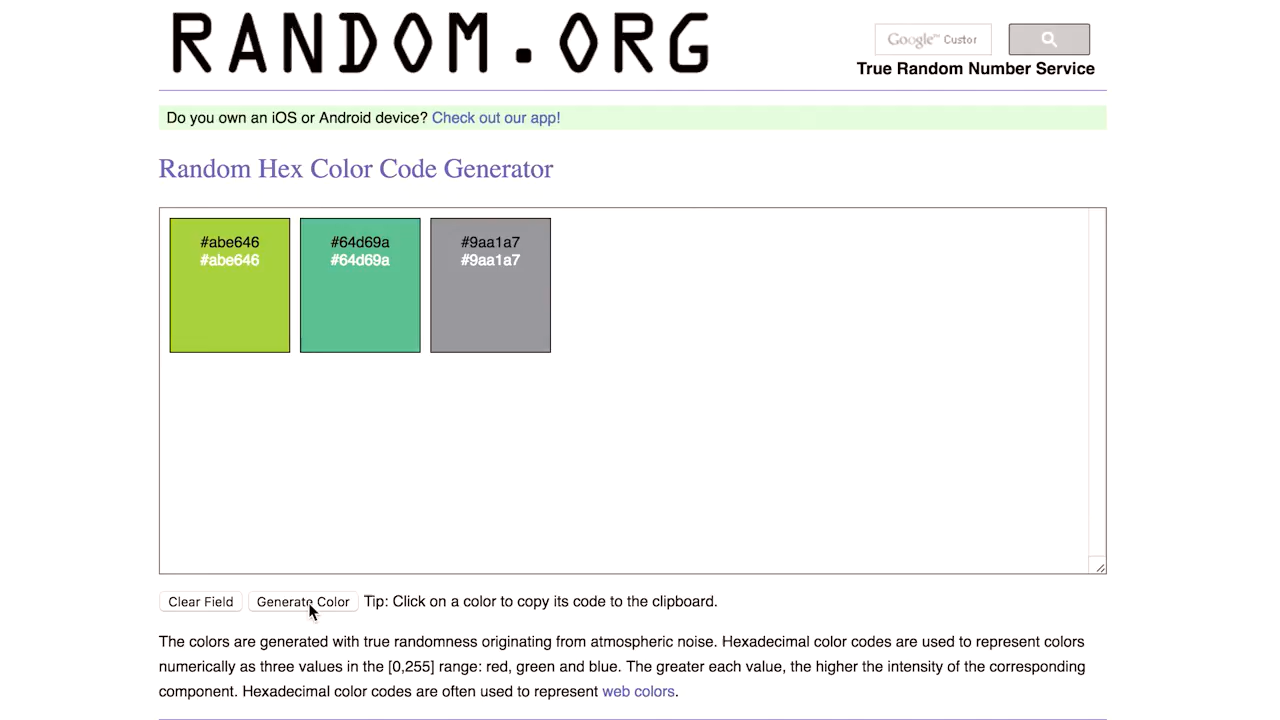 RANDOM.ORG
Google™ Custor
True Random Number Service
Do you own an iOS or Android device? Check out our app!
Random Hex Color Code Generator
#abe646
#abe646
#64d69a
#64d69a
#9aa1a7
#9aa1a7
Clear Field
Generate Color
Tip: Click on a color to copy its code to the clipboard.
The colors are generated with true randomness originating from atmospheric noise. Hexadecimal color codes are used to represent colors
numerically as three values in the [0,255] range: red, green and blue. The greater each value, the higher the intensity of the corresponding
component. Hexadecimal color codes are often used to represent web colors.